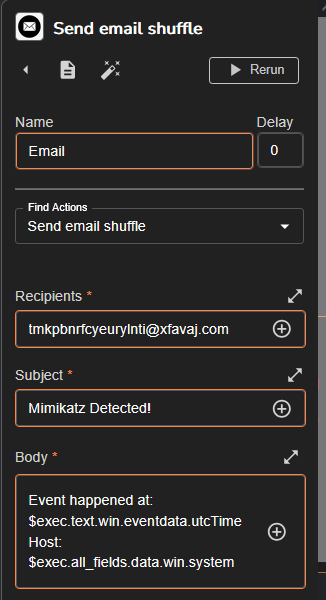 Send email shuffle
Rerun
Name
Delay
Email
0
Find Actions
Send email shuffle
Recipients *
tmkpbnrfcyeurylnti@xfavaj.com
Subject *
Mimikatz Detected!
Body *
Event happened at:
$exec.text.win.eventdata.utcTime
Host:
$exec.all_fields.data.win.system